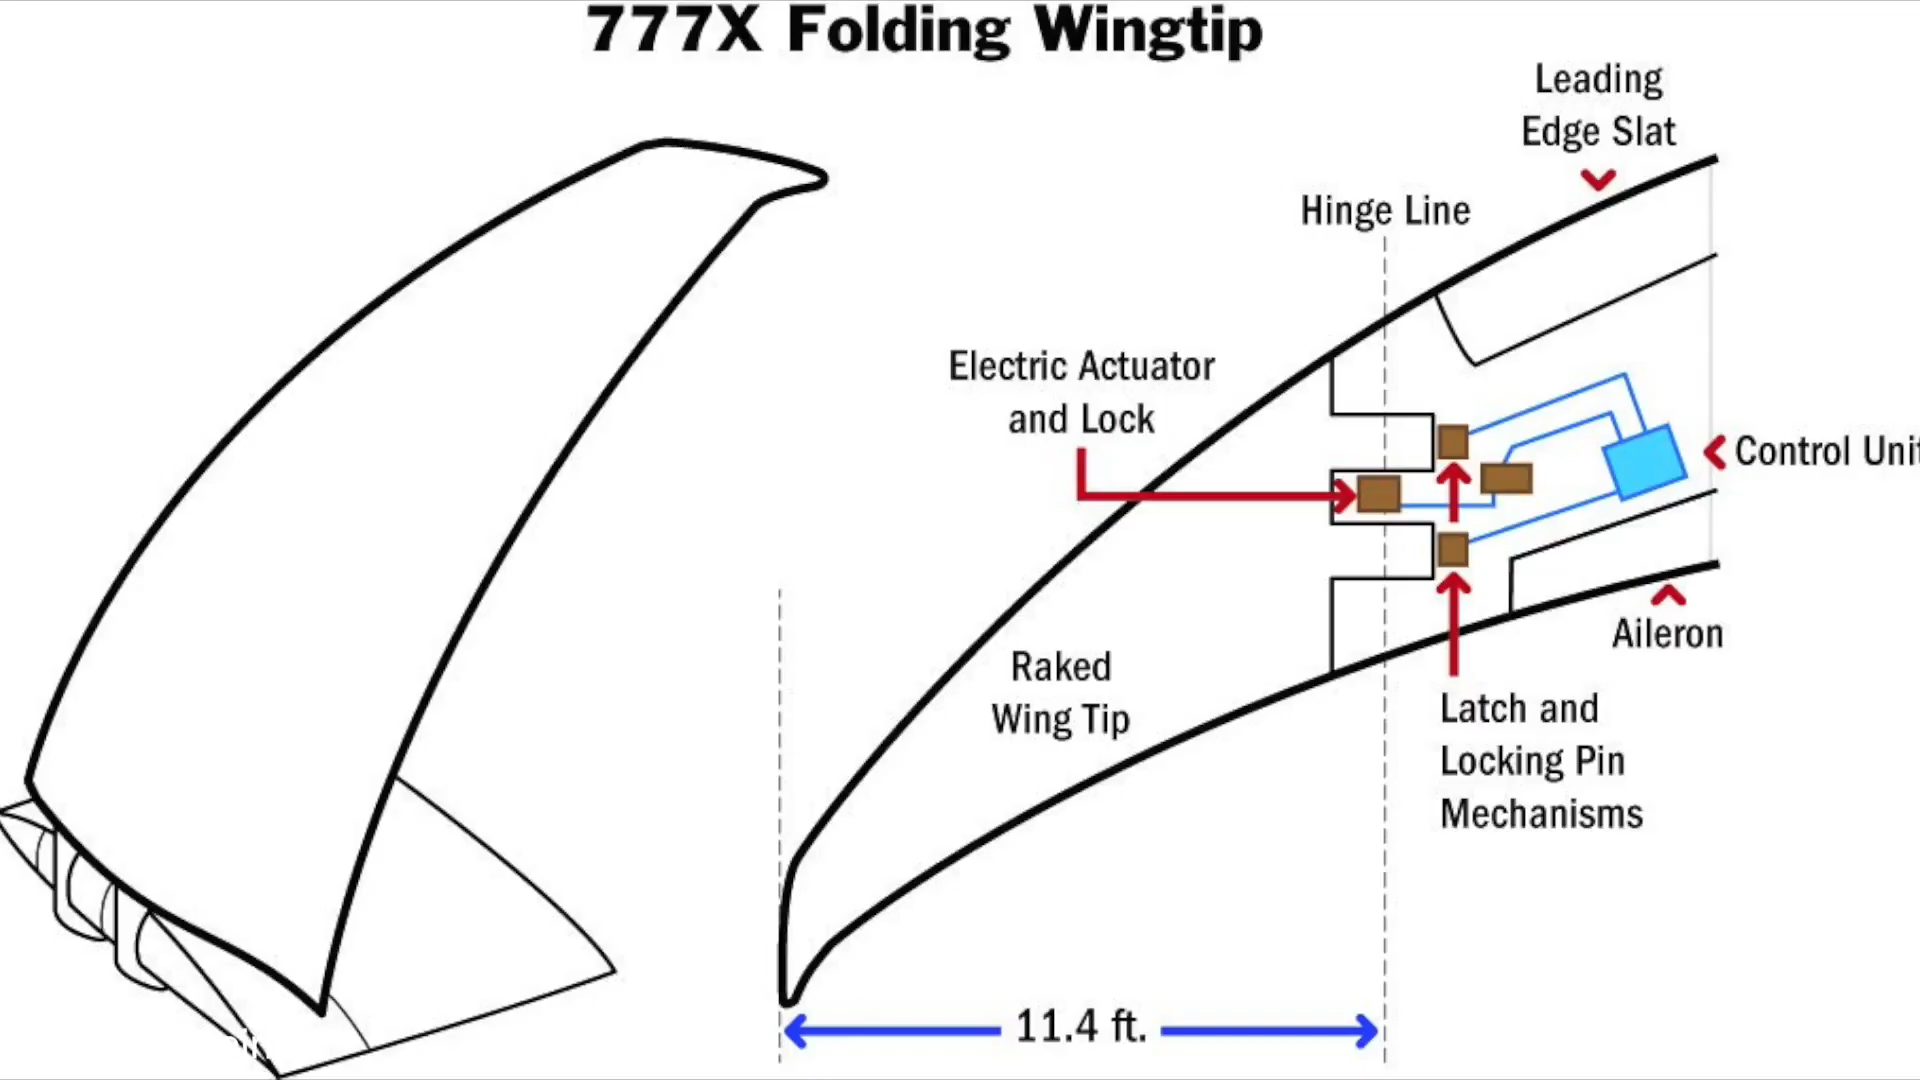 777X Folding Wingtip
Leading
Edge Slat
Hinge Line
Electric Actuator
and Lock
Control Unit
Raked
Wing Tip
Aileron
Latch and
Locking Pin
Mechanisms
11.4 ft.